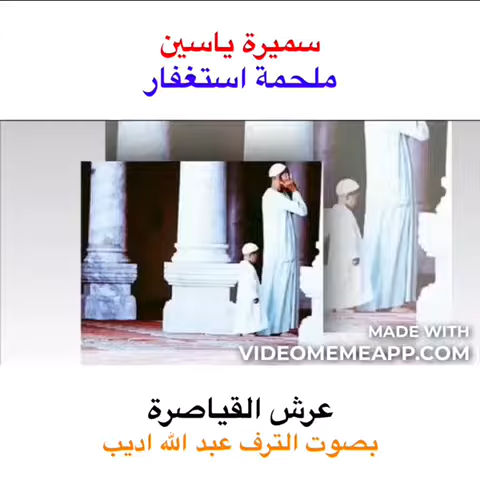 سميرة ياسين
ملحمة استغفار
MADE WITH
VIDEOMEMEAPP.COM
عرش القياصرة
بصوت الترف عبد الله اديب